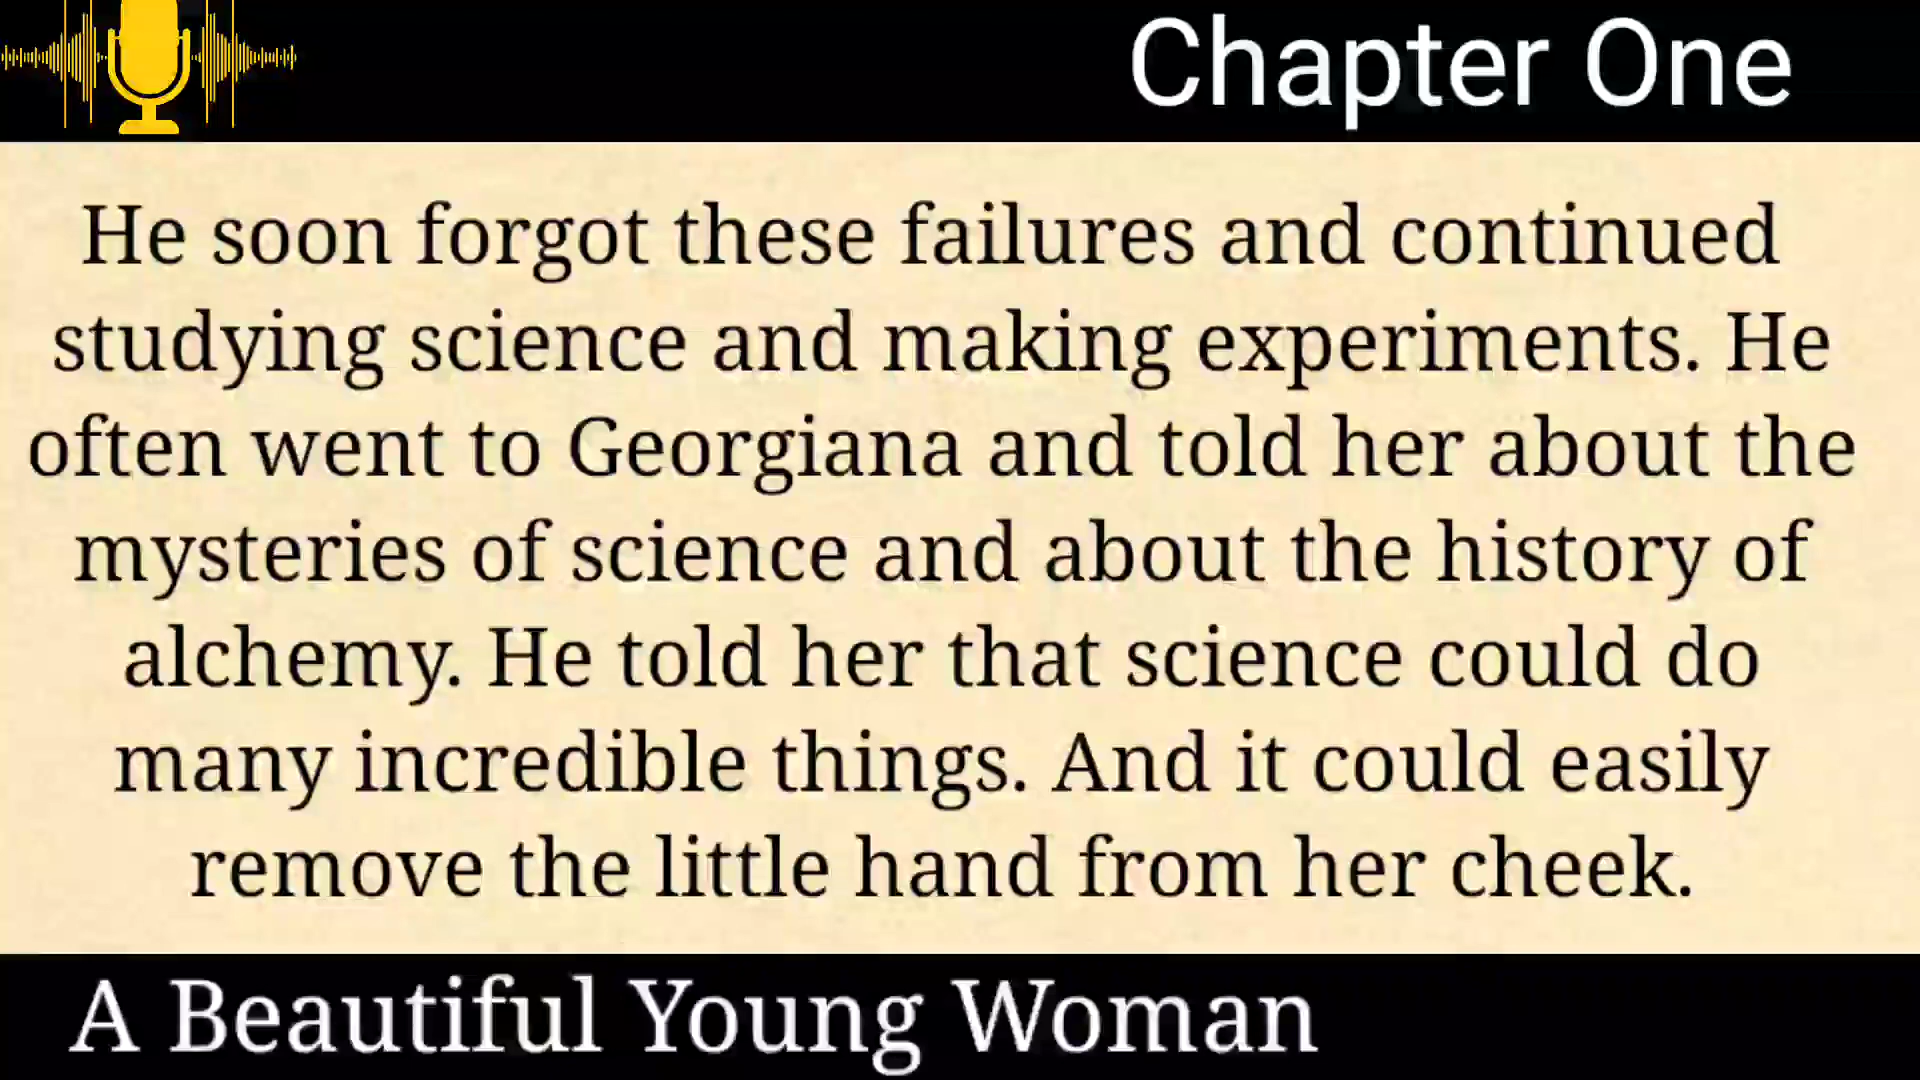 Chapter One
He soon forgot these failures and continued
studying science and making experiments. He
often went to Georgiana and told her about the
mysteries of science and about the history of
alchemy. He told her that science could do
many incredible things. And it could easily
remove the little hand from her cheek.
A Beautiful Young Woman